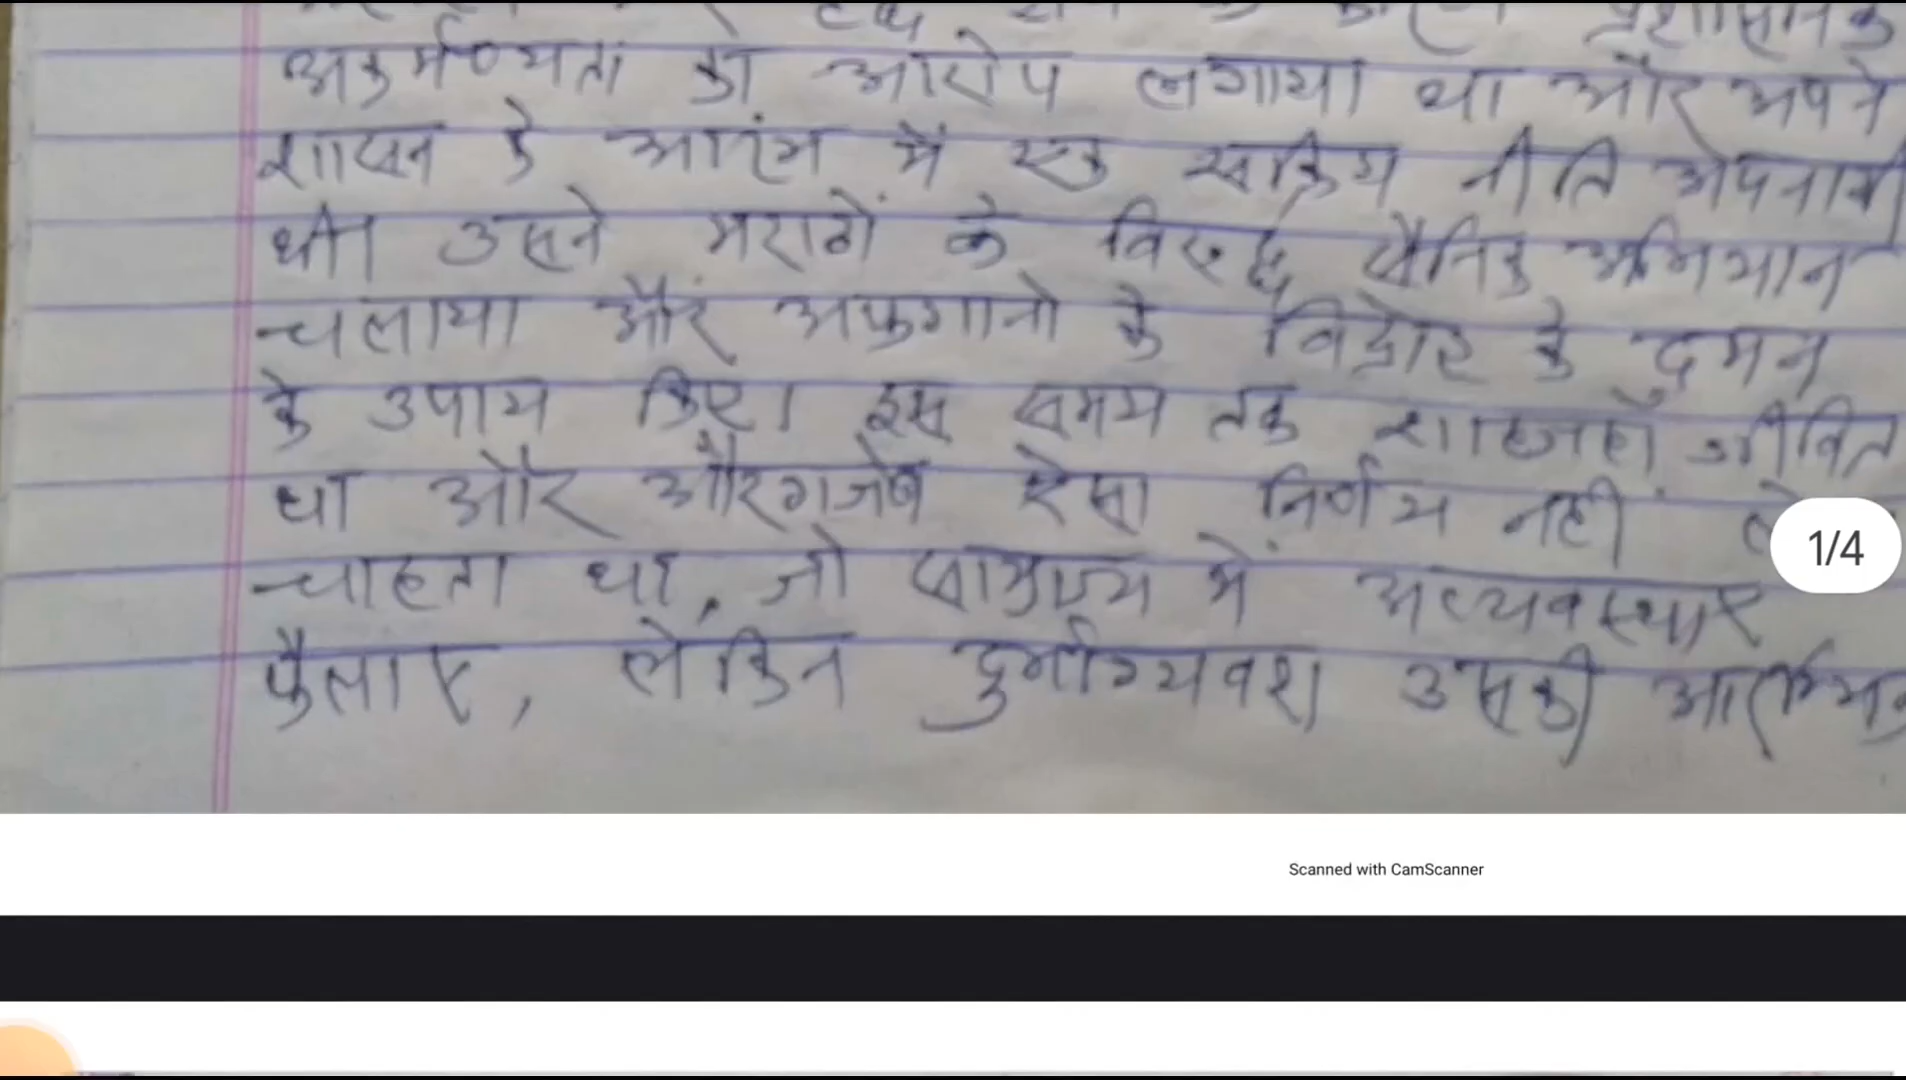 प्रशासनिक
अकर्मण्यता का आरोप लगाया था और अपने
शासन के आरंभ में एक सक्रिय नीति अपनायी
थी। उसने मराठों के विरुद्ध सैनिक अभियान
चलाया और अफगानो के विद्रोह के दमन
के उपाय किए। इस समय तक शाहजहाँ जीवित
था और औरंगजेब ऐसा निर्णय नहीं
चाहता था, जो साम्राज्य में अव्यवस्थाए
फैलाए, लेकिन दुर्भाग्यवश उसकी
1/4
Scanned with CamScanner